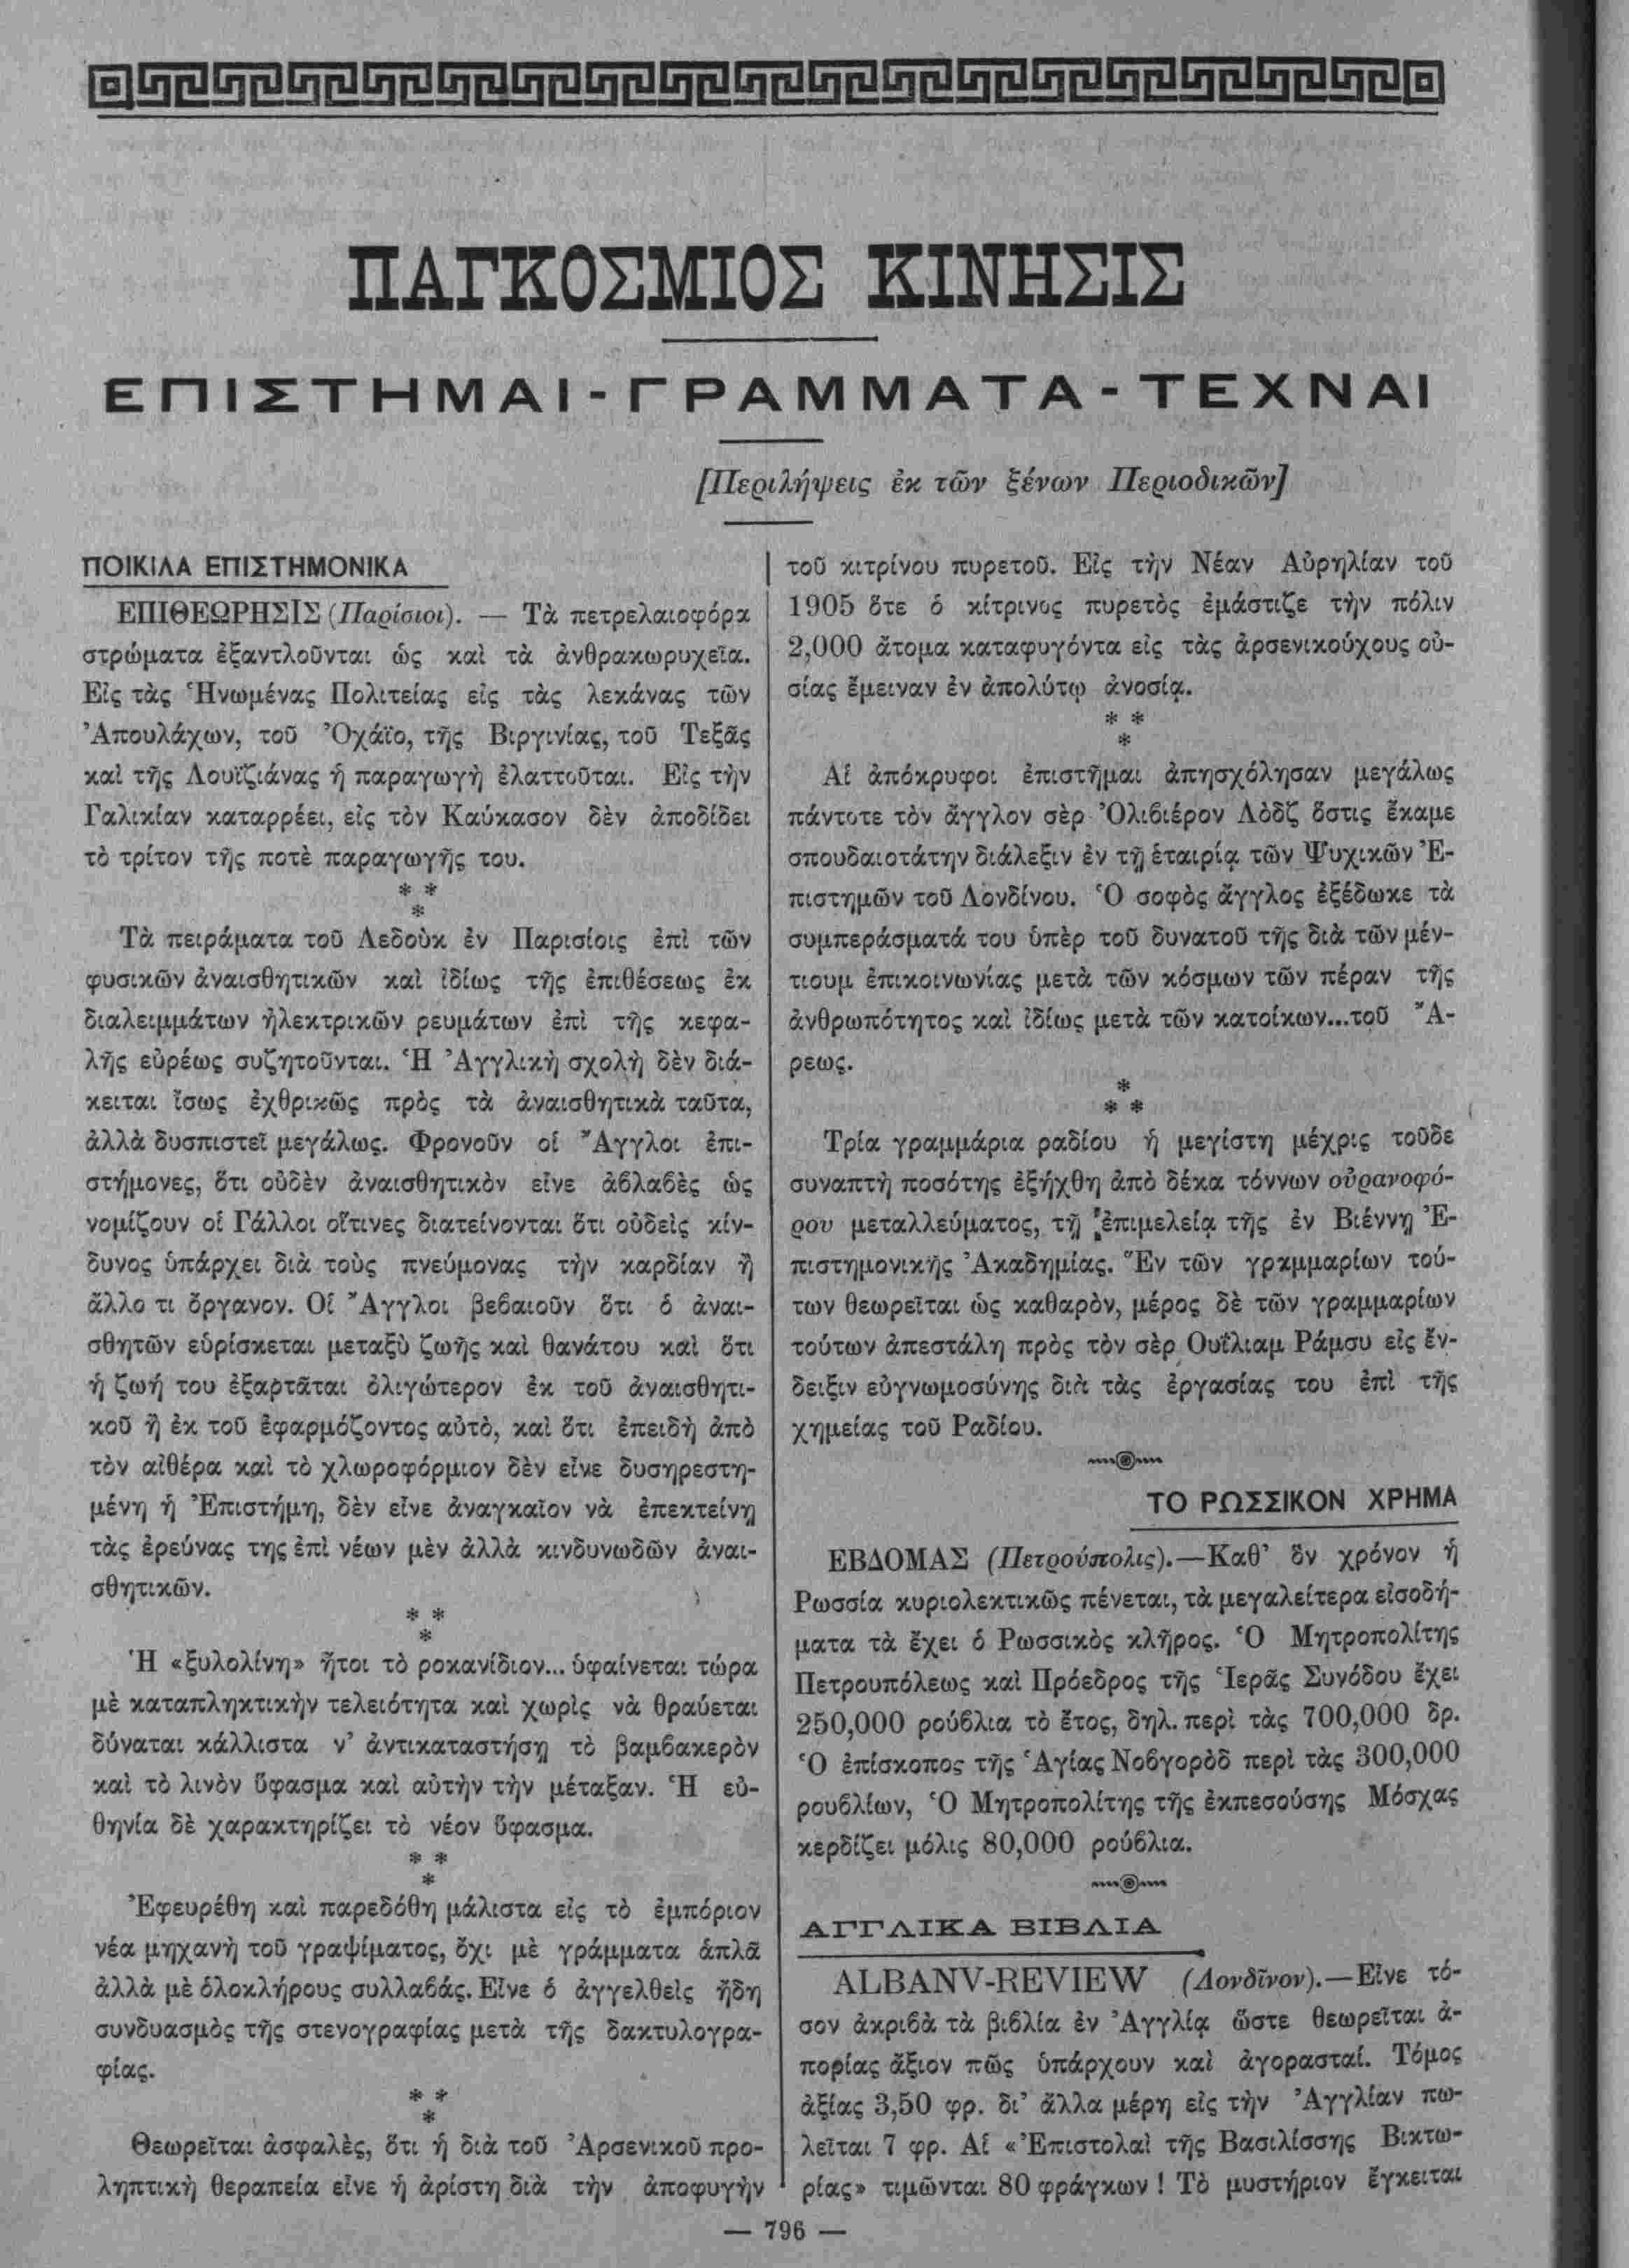 ΠΑΓΚΟΣΜΙΟΣ ΚΙΝΗΣΙΣ
ΕΠΙΣΤΗΜΑΙ-ΓΡΑΜΜΑΤΑ-ΤΕΧΝΑΙ
[Περιλήψεις ἐκ τῶν ξένων Περιοδικῶν]
ΠΟΙΚΙΛΑ ΕΠΙΣΤΗΜΟΝΙΚΑ
ΕΠΙΘΕΩΡΗΣΙΣ (Παρίσιοι). — Τὰ πετρελαιοφόρα
στρώματα ἐξαντλοῦνται ὡς καὶ τὰ ἀνθρακωρυχεῖα.
Εἰς τὰς Ἡνωμένας Πολιτείας εἰς τὰς λεκάνας τῶν
Ἀπουλάχων, τοῦ Ὀχάϊο, τῆς Βιργινίας, τοῦ Τεξᾶς
καὶ τῆς Λουϊζιάνας ἡ παραγωγὴ ἐλαττοῦται. Εἰς τὴν
Γαλικίαν καταρρέει, εἰς τὸν Καύκασον δὲν ἀποδίδει
τὸ τρίτον τῆς ποτὲ παραγωγῆς του.
* *
*
Τὰ πειράματα τοῦ Λεδοὺκ ἐν Παρισίοις ἐπὶ τῶν
φυσικῶν ἀναισθητικῶν καὶ ἰδίως τῆς ἐπιθέσεως ἐκ
διαλειμμάτων ἠλεκτρικῶν ρευμάτων ἐπὶ τῆς κεφα-
λῆς εὑρέως συζητοῦνται. Ἡ Ἀγγλικὴ σχολὴ δὲν διά-
κειται ἴσως ἐχθρικῶς πρὸς τὰ ἀναισθητικὰ ταῦτα,
ἀλλὰ δυσπιστεῖ μεγάλως. Φρονοῦν οἱ Ἄγγλοι ἐπι-
στήμονες, ὅτι οὐδὲν ἀναισθητικὸν εἶνε ἀβλαβὲς ὡς
νομίζουν οἱ Γάλλοι οἵτινες διατείνονται ὅτι οὐδεὶς κίν-
δυνος ὑπάρχει διὰ τοὺς πνεύμονας τὴν καρδίαν ἢ
ἄλλο τι ὄργανον. Οἱ Ἄγγλοι βεβαιοῦν ὅτι ὁ ἀναι-
σθητῶν εὑρίσκεται μεταξὺ ζωῆς καὶ θανάτου καὶ ὅτι
ἡ ζωή του ἐξαρτᾶται ὀλιγώτερον ἐκ τοῦ ἀναισθητι-
κοῦ ἢ ἐκ τοῦ ἐφαρμόζοντος αὐτὸ, καὶ ὅτι ἐπειδὴ ἀπὸ
τὸν αἰθέρα καὶ τὸ χλωροφόρμιον δὲν εἶνε δυσηρεστη-
μένη ἡ Ἐπιστήμη, δὲν εἶνε ἀναγκαῖον νὰ ἐπεκτείνῃ
τὰς ἐρεύνας της ἐπὶ νέων μὲν ἀλλὰ κινδυνωδῶν ἀναι-
σθητικῶν.
* *
*
Ἡ «ξυλολίνη» ἤτοι τὸ ροκανίδιον... ὑφαίνεται τώρα
μὲ καταπληκτικὴν τελειότητα καὶ χωρὶς νὰ θραύεται
δύναται κάλλιστα ν’ ἀντικαταστήσῃ τὸ βαμβακερὸν
καὶ τὸ λινὸν ὕφασμα καὶ αὐτὴν τὴν μέταξαν. Ἡ εὐ-
θηνία δὲ χαρακτηρίζει τὸ νέον ὕφασμα.
* *
*
Ἐφευρέθη καὶ παρεδόθη μάλιστα εἰς τὸ ἐμπόριον
νέα μηχανὴ τοῦ γραψίματος, ὄχι μὲ γράμματα ἁπλᾶ
ἀλλὰ μὲ ὁλοκλήρους συλλαβάς. Εἶνε ὁ ἀγγελθεὶς ἤδη
συνδυασμὸς τῆς στενογραφίας μετὰ τῆς δακτυλογρα-
φίας.
* *
*
Θεωρεῖται ἀσφαλὲς, ὅτι ἡ διὰ τοῦ Ἀρσενικοῦ προ-
ληπτικὴ θεραπεία εἶνε ἡ ἀρίστη διὰ τὴν ἀποφυγὴν
τοῦ κιτρίνου πυρετοῦ. Εἰς τὴν Νέαν Αὐρηλίαν τοῦ
1905 ὅτε ὁ κίτρινος πυρετὸς ἐμάστιζε τὴν πόλιν
2,000 ἄτομα καταφυγόντα εἰς τὰς ἀρσενικούχους οὐ-
σίας ἔμειναν ἐν ἀπολύτῳ ἀνοσίᾳ.
* *
*
Αἱ ἀπόκρυφοι ἐπιστῆμαι ἀπησχόλησαν μεγάλως
πάντοτε τὸν ἄγγλον σὲρ Ὀλιβιέρον Λὸδζ ὅστις ἔκαμε
σπουδαιοτάτην διάλεξιν ἐν τῇ ἑταιρίᾳ τῶν Ψυχικῶν Ἐ-
πιστημῶν τοῦ Λονδίνου. Ὁ σοφὸς ἄγγλος ἐξέδωκε τὰ
συμπεράσματά του ὑπὲρ τοῦ δυνατοῦ τῆς διὰ τῶν μέν-
τιουμ ἐπικοινωνίας μετὰ τῶν κόσμων τῶν πέραν τῆς
ἀνθρωπότητος καὶ ἰδίως μετὰ τῶν κατοίκων...τοῦ Ἄ-
ρεως.
*
* *
Τρία γραμμάρια ραδίου ἡ μεγίστη μέχρις τοῦδε
συναπτὴ ποσότης ἐξήχθη ἀπὸ δέκα τόννων οὐρανοφό-
ρου μεταλλεύματος, τῇ ἐπιμελείᾳ τῆς ἐν Βιέννῃ Ἐ-
πιστημονικῆς Ἀκαδημίας. Ἓν τῶν γραμμαρίων τού-
των θεωρεῖται ὡς καθαρὸν, μέρος δὲ τῶν γραμμαρίων
τούτων ἀπεστάλη πρὸς τὸν σὲρ Οὐΐλιαμ Ράμσυ εἰς ἔν-
δειξιν εὐγνωμοσύνης διὰ τὰς ἐργασίας του ἐπὶ τῆς
χημείας τοῦ Ραδίου.
ΤΟ ΡΩΣΣΙΚΟΝ ΧΡΗΜΑ
ΕΒΔΟΜΑΣ (Πετρούπολις).—Καθ’ ὃν χρόνον ἡ
Ρωσσία κυριολεκτικῶς πένεται, τὰ μεγαλείτερα εἰσοδή-
ματα τὰ ἔχει ὁ Ρωσσικὸς κλῆρος. Ὁ Μητροπολίτης
Πετρουπόλεως καὶ Πρόεδρος τῆς Ἱερᾶς Συνόδου ἔχει
250,000 ρούβλια τὸ ἔτος, δηλ. περὶ τὰς 700,000 δρ.
Ὁ ἐπίσκοπος τῆς Ἁγίας Νοβγορὸδ περὶ τὰς 300,000
ρουβλίων, Ὁ Μητροπολίτης τῆς ἐκπεσούσης Μόσχας
κερδίζει μόλις 80,000 ρούβλια.
ΑΓΓΛΙΚΑ ΒΙΒΛΙΑ
ALBANV-REVIEW (Λονδῖνον).—Εἶνε τό-
σον ἀκριβὰ τὰ βιβλία ἐν Ἀγγλίᾳ ὥστε θεωρεῖται ἀ-
πορίας ἄξιον πῶς ὑπάρχουν καὶ ἀγορασταί. Τόμος
ἀξίας 3,50 φρ. δι’ ἄλλα μέρη εἰς τὴν Ἀγγλίαν πω-
λεῖται 7 φρ. Αἱ «Ἐπιστολαὶ τῆς Βασιλίσσης Βικτω-
ρίας» τιμῶνται 80 φράγκων ! Τὸ μυστήριον ἔγκειται
— 796 —